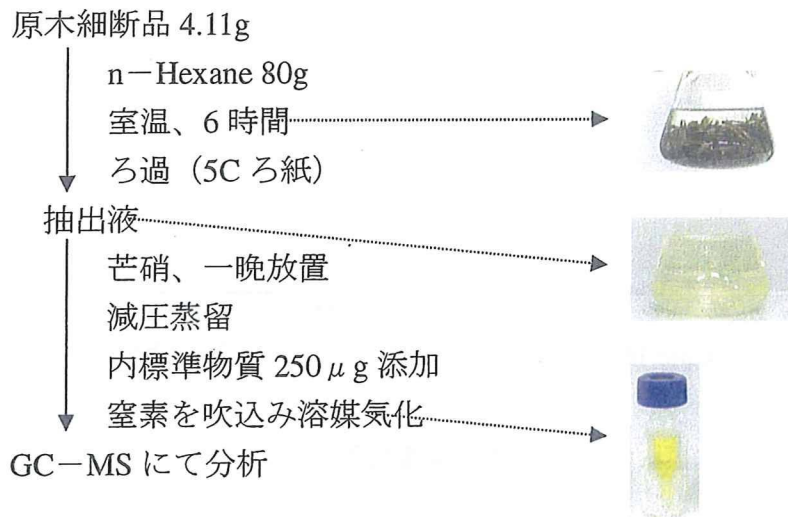 原木細断品 4.11g
n－Hexane 80g
室温、6 時間
ろ過（5C ろ紙）
抽出液
芒硝、一晩放置
減圧蒸留
内標準物質 250μg 添加
窒素を吹込み溶媒気化
GC－MS にて分析